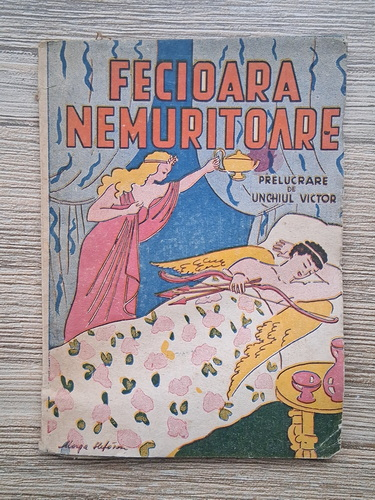 FECIOARA
NEMURITOARE
PRELUCRARE
DE
UNCHIUL VICTOR